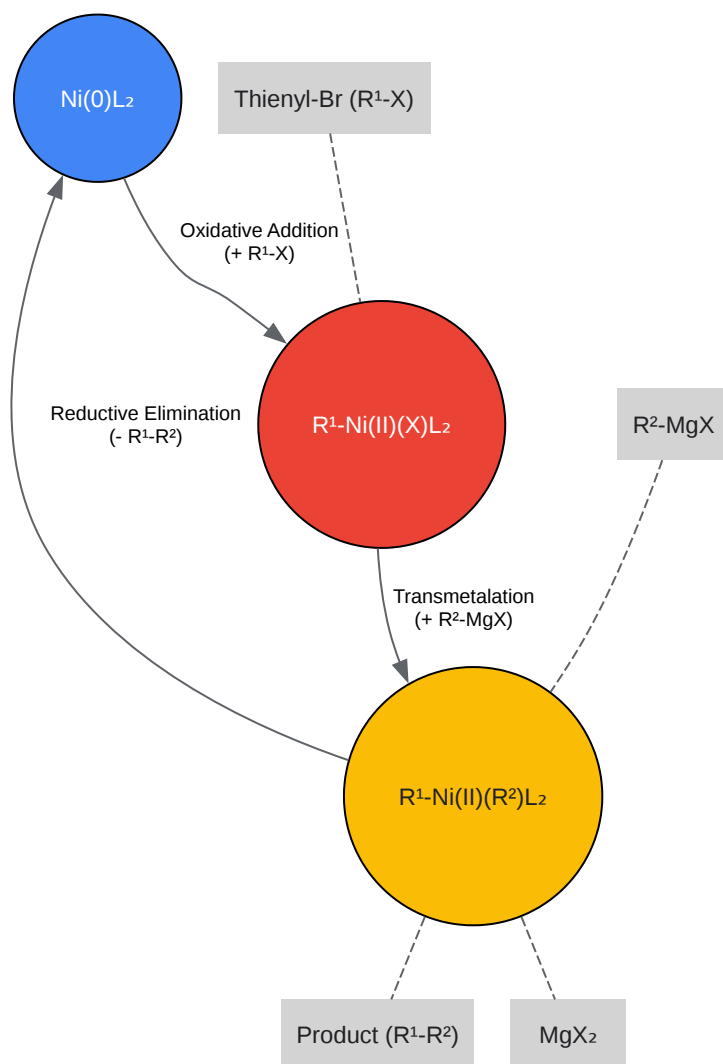 Ni(0)L₂
Thienyl-Br (R¹-X)
Oxidative Addition
(+ R¹-X)
Reductive Elimination
(- R¹-R²)
R¹-Ni(II)(X)L₂
R²-MgX
Transmetalation
(+ R²-MgX)
R¹-Ni(II)(R²)L₂
Product (R¹-R²)
MgX₂